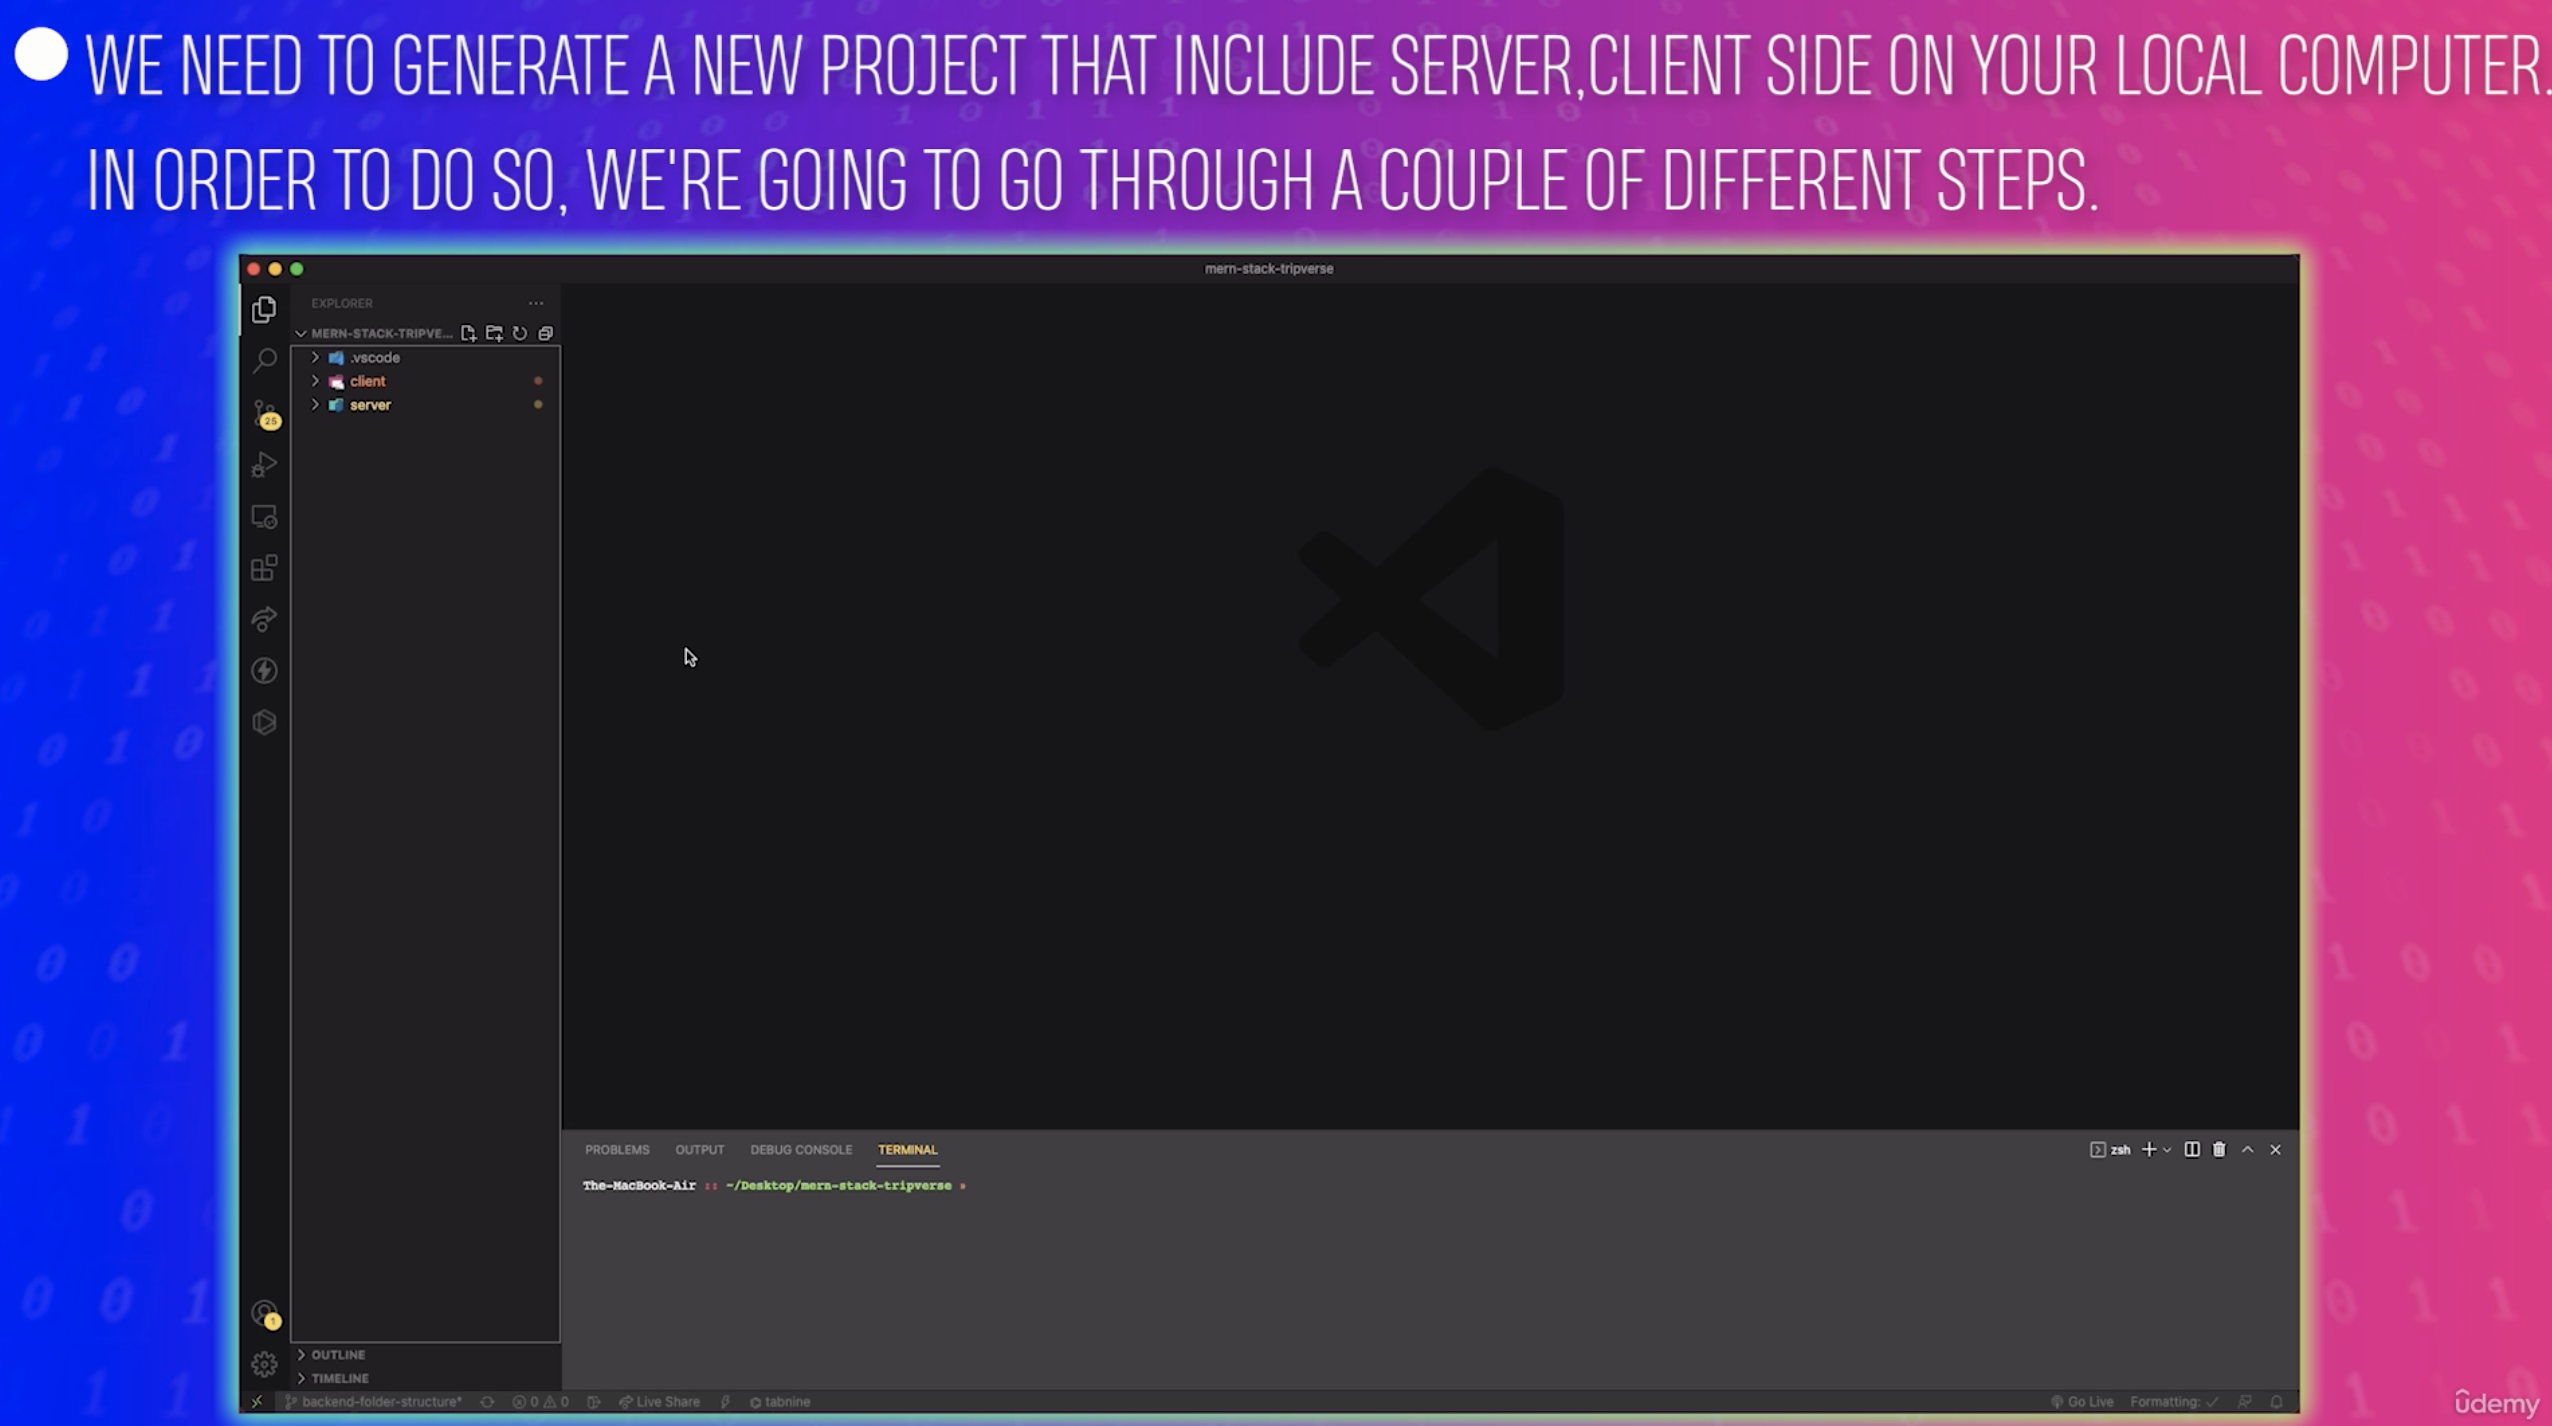 WE NEED TO GENERATE A NEW PROJECT THAT INCLUDE SERVER,CLIENT SIDE ON YOUR LOCAL COMPUTER.
IN ORDER TO DO SO, WE'RE GOING TO GO THROUGH A COUPLE OF DIFFERENT STEPS.
mern-stack-tripverse
EXPLORER
MERN-STACK-TRIPVE...
.vscode
client
server
25
PROBLEMS OUTPUT DEBUG CONSOLE TERMINAL
zsh
The-MacBook-Air :: ~/Desktop/mern-stack-tripverse »
1
OUTLINE
TIMELINE
backend-folder-structure* 0 0 Live Share tabnine Go Live Formatting: ✓
ûdemy